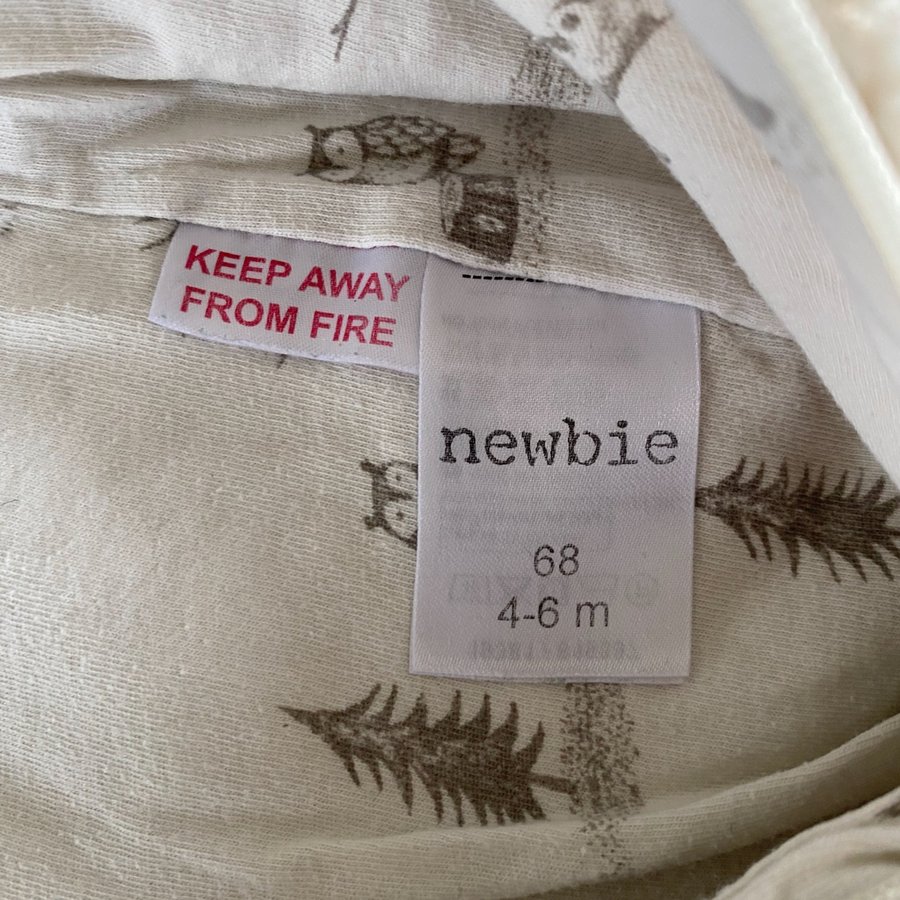 KEEP AWAY
FROM FIRE
newbie
68
4-6 m